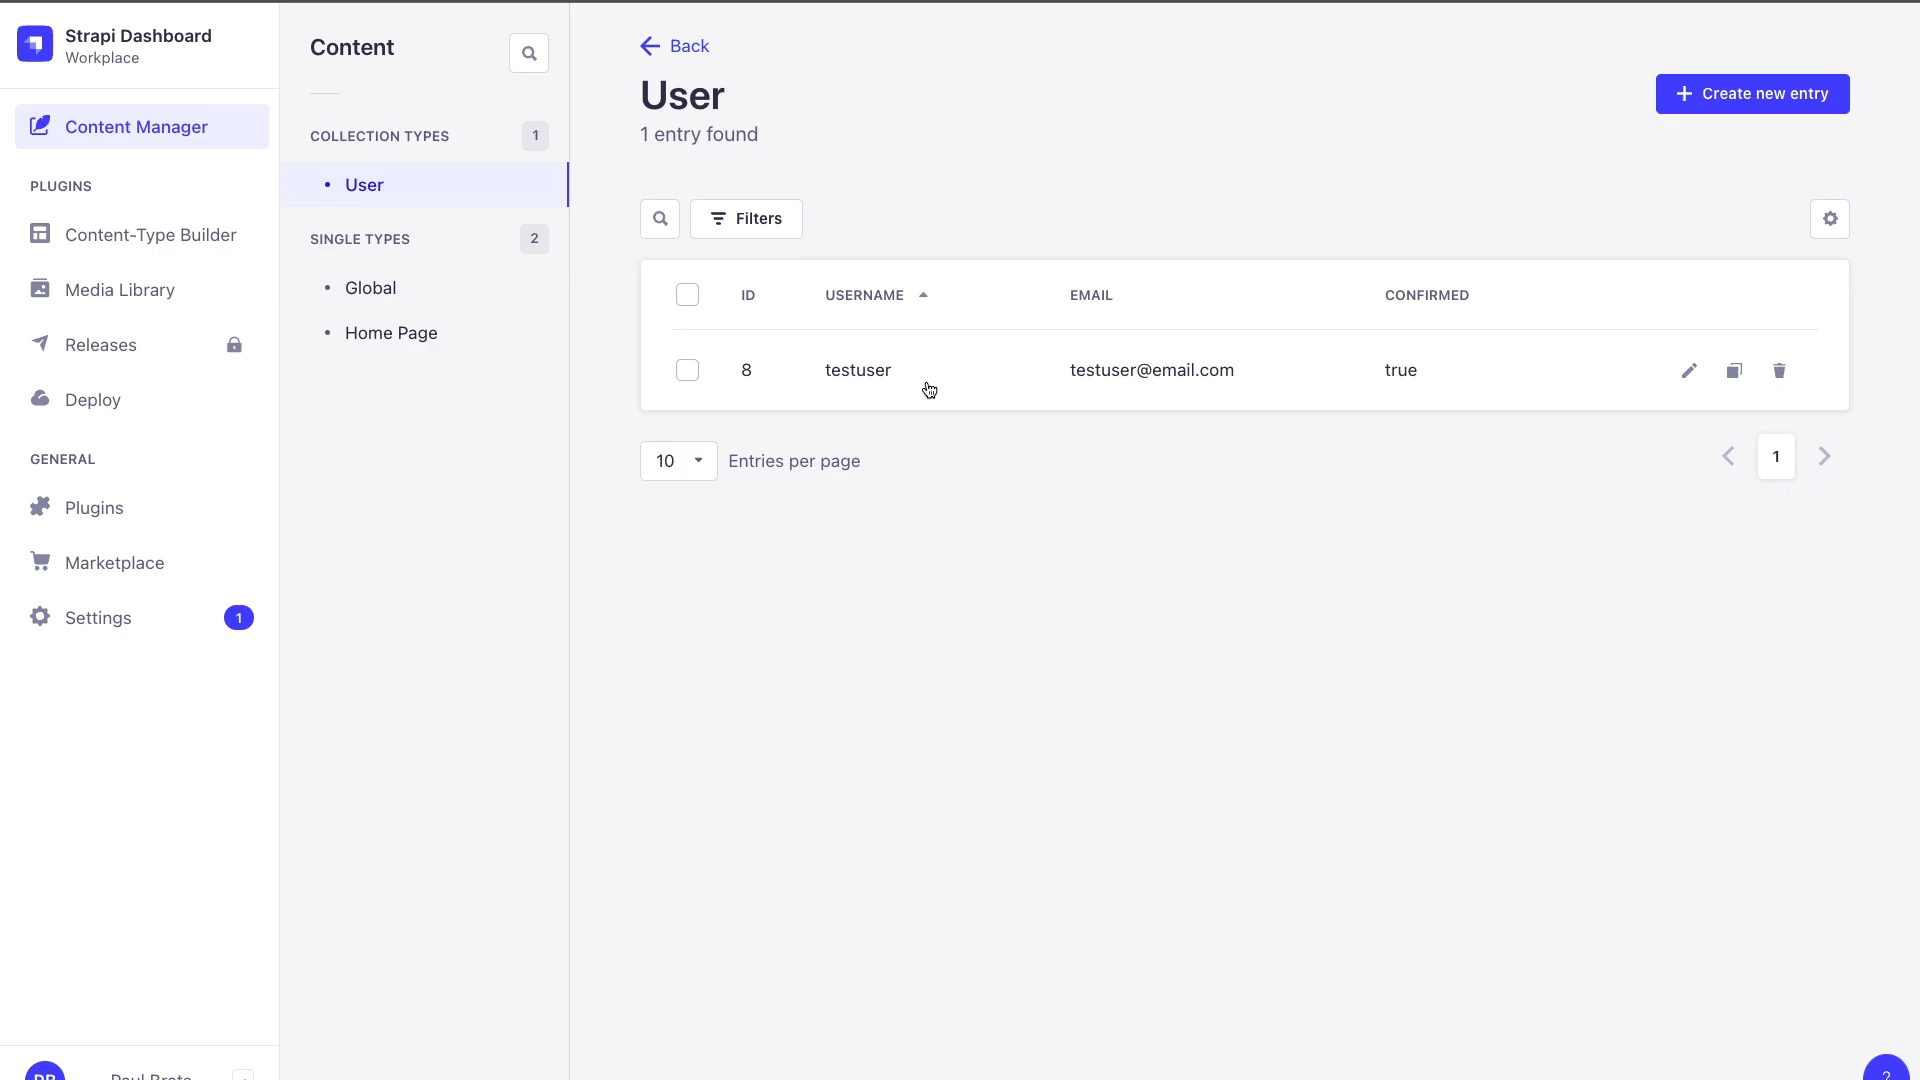 Strapi Dashboard
Workplace
Content Manager
PLUGINS
Content-Type Builder
Media Library
Releases
Deploy
GENERAL
Plugins
Marketplace
Settings 1
Content
COLLECTION TYPES 1
User
SINGLE TYPES 2
Global
Home Page
Back
User
1 entry found
Create new entry
Filters
ID USERNAME EMAIL CONFIRMED
8 testuser testuser@email.com true
10 Entries per page
1